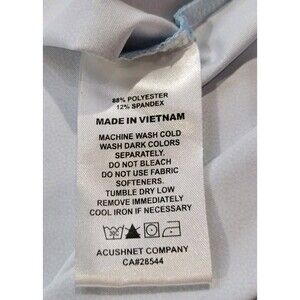 88% POLYESTER
12% SPANDEX
MADE IN VIETNAM
MACHINE WASH COLD
WASH DARK COLORS
SEPARATELY.
DO NOT BLEACH
DO NOT USE FABRIC
SOFTENERS.
TUMBLE DRY LOW
REMOVE IMMEDIATELY
COOL IRON IF NECESSARY
ACUSHNET COMPANY
CA#28544